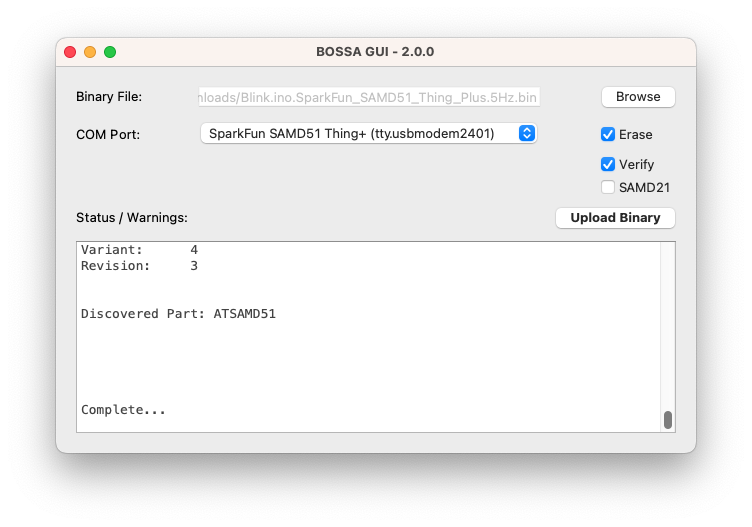 BOSSA GUI - 2.0.0
Binary File: nloads/Blink.ino.SparkFun_SAMD51_Thing_Plus.5Hz.bin Browse
COM Port: SparkFun SAMD51 Thing+ (tty.usbmodem2401) Erase
Verify
SAMD21
Status / Warnings: Upload Binary
Variant: 4
Revision: 3
Discovered Part: ATSAMD51
Complete...